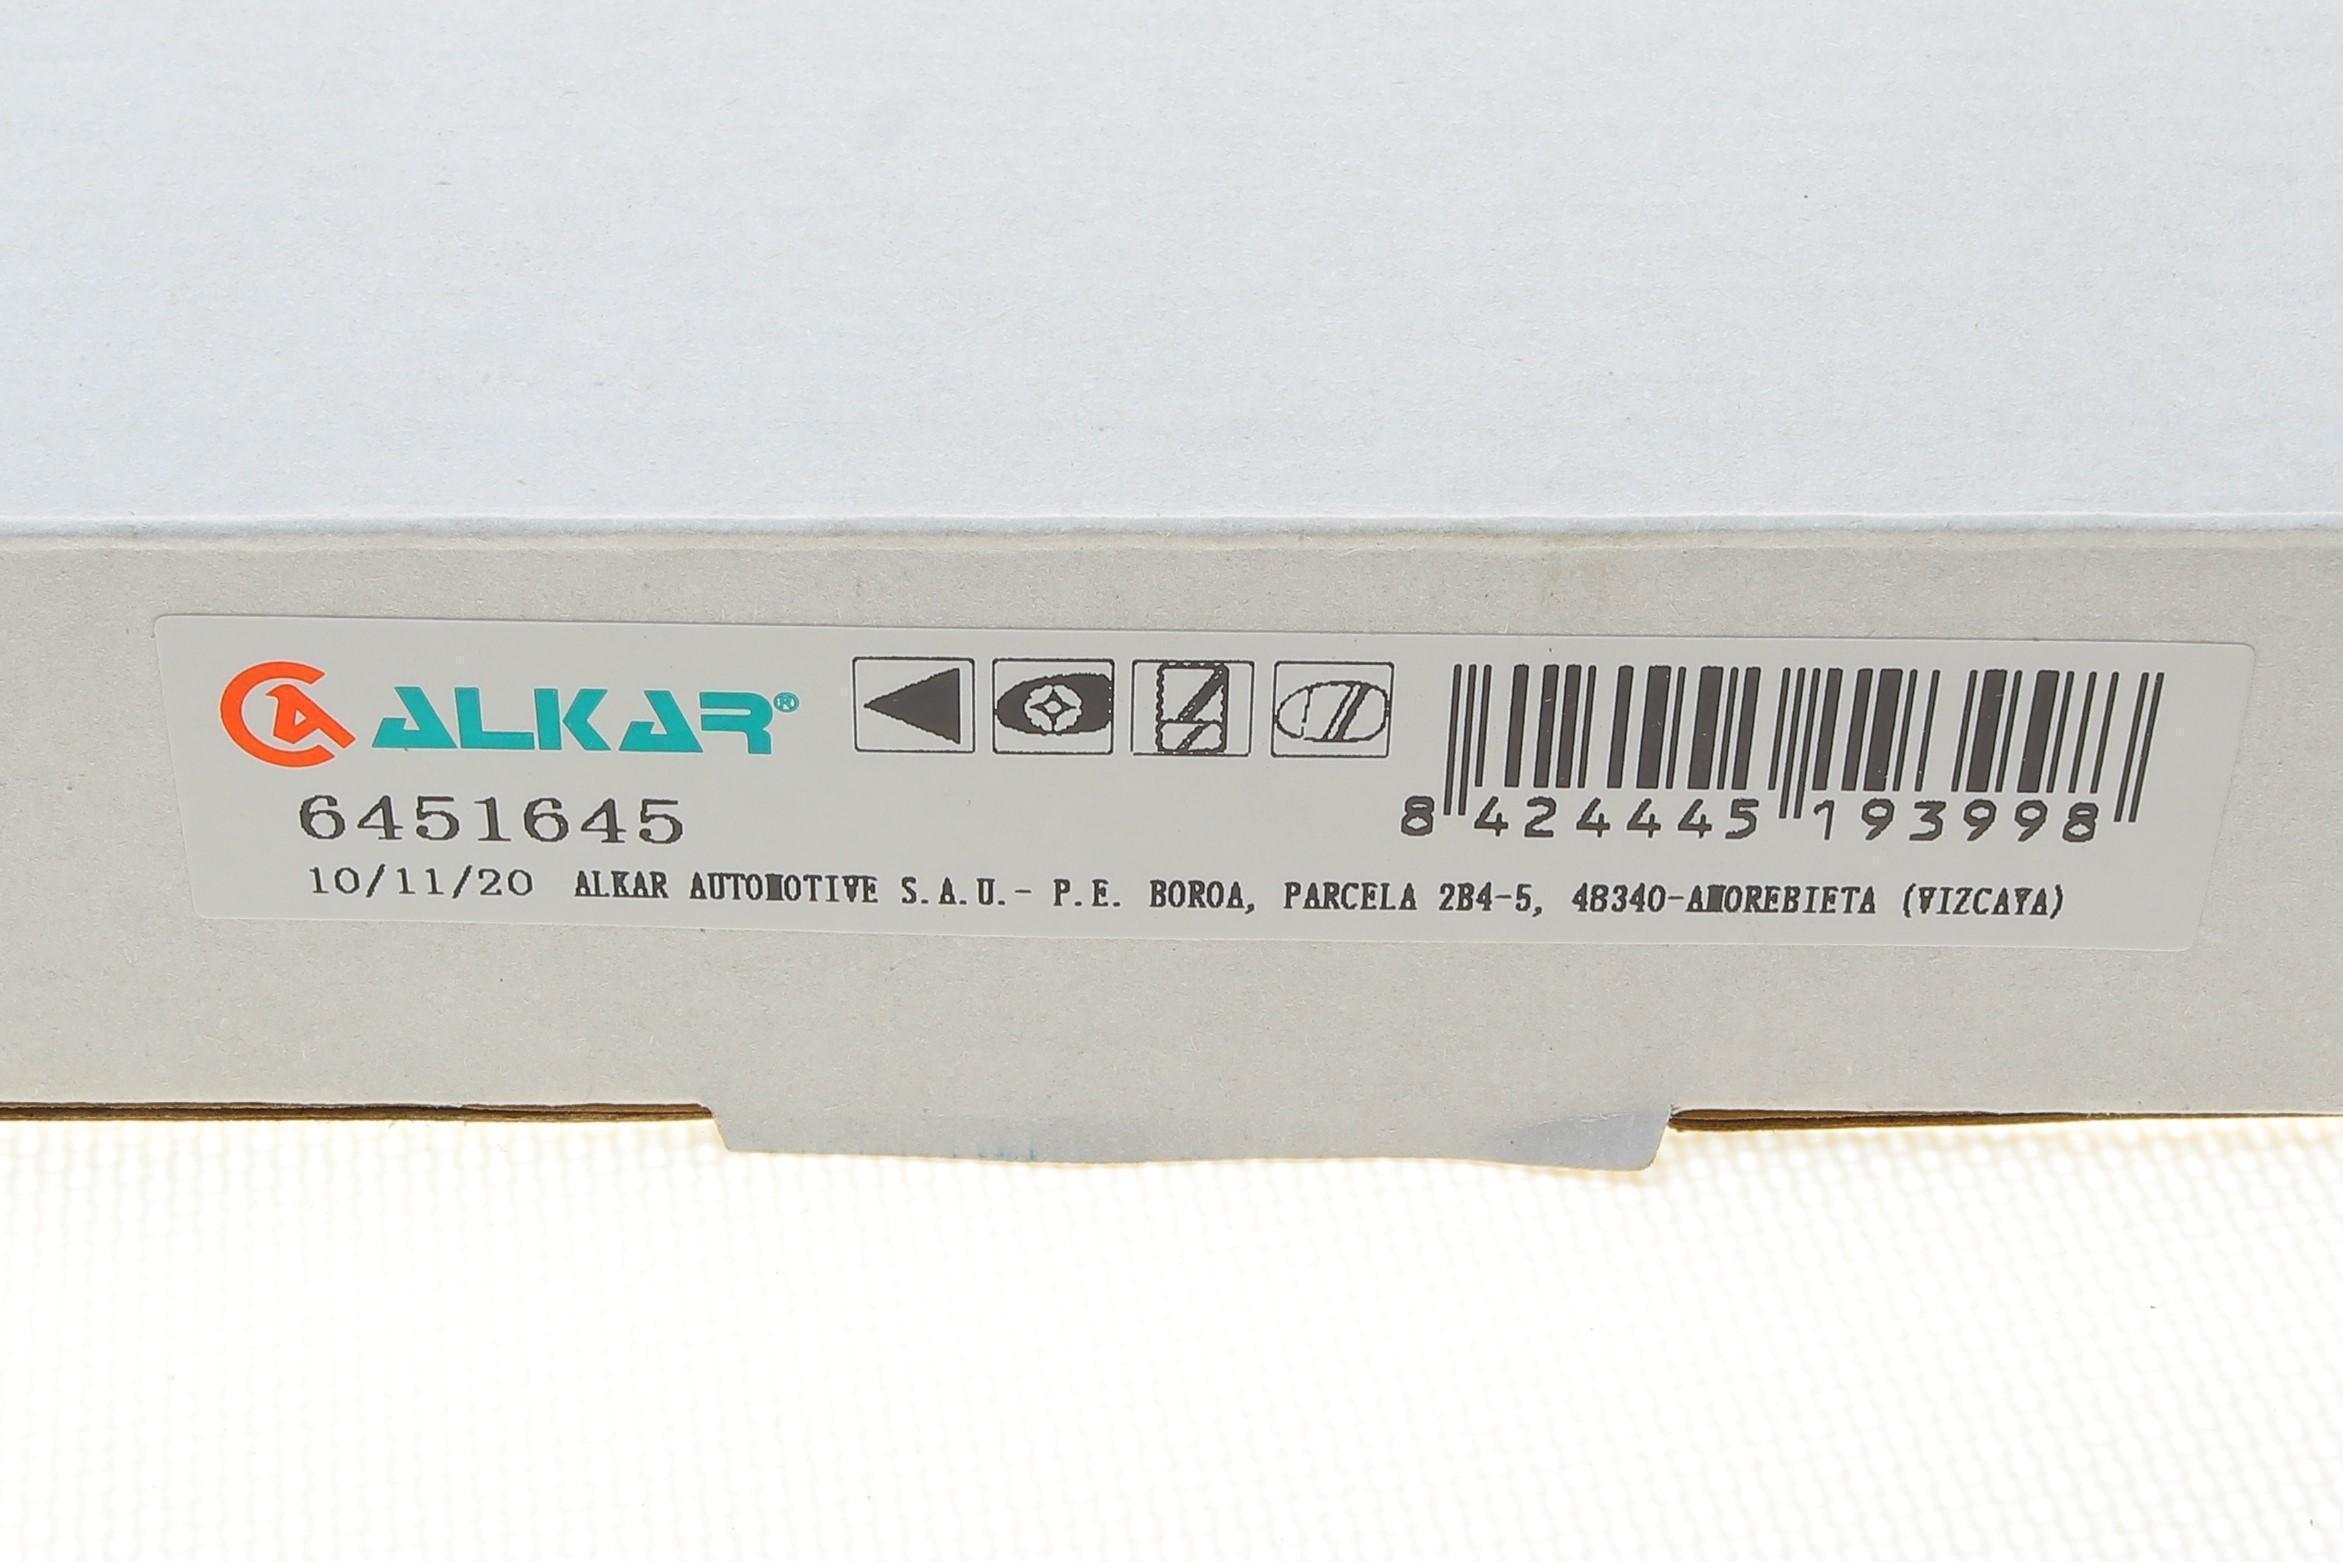 ALKAR®
6451645
8 424445 193998
10/11/20 ALKAR AUTOMOTIVE S.A.U.- P.E. BOROA, PARCELA 2B4-5, 48340-AMOREBIETA (VIZCAYA)